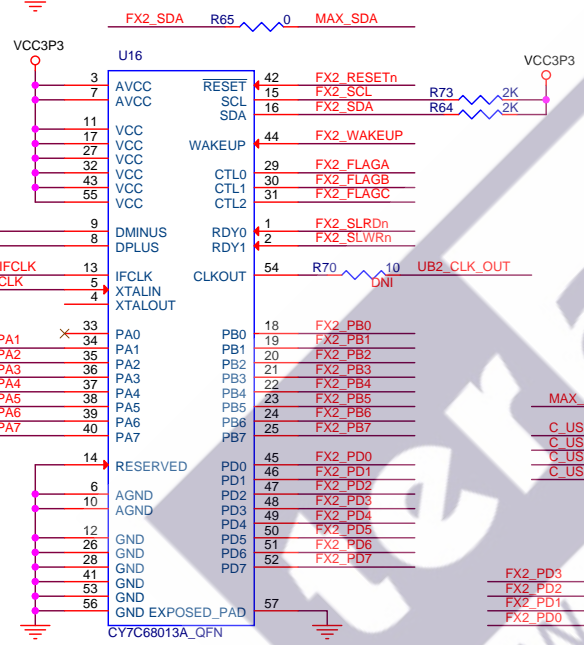 FX2_SDA R65 0 MAX_SDA
VCC3P3
U16
VCC3P3
3 AVCC RESET 42 FX2_RESETn
7 AVCC SCL 15 FX2_SCL R73 2K
SDA 16 FX2_SDA R64 2K
11 VCC
17 VCC WAKEUP 44 FX2_WAKEUP
27 VCC
32 VCC CTL0 29 FX2_FLAGA
43 VCC CTL1 30 FX2_FLAGB
55 VCC CTL2 31 FX2_FLAGC
9 DMINUS RDY0 1 FX2_SLRDn
8 DPLUS RDY1 2 FX2_SLWRn
IFCLK 13 IFCLK CLKOUT 54 R70 10 UB2_CLK_OUT
CLK 5 XTALIN DNI
4 XTALOUT
33 PA0 PB0 18 FX2_PB0
PA1 34 PA1 PB1 19 FX2_PB1
PA2 35 PA2 PB2 20 FX2_PB2
PA3 36 PA3 PB3 21 FX2_PB3
PA4 37 PA4 PB4 22 FX2_PB4
PA5 38 PA5 PB5 23 FX2_PB5
PA6 39 PA6 PB6 24 FX2_PB6
PA7 40 PA7 PB7 25 FX2_PB7
MAX_
C_US
C_US
C_US
C_US
14 RESERVED PD0 45 FX2_PD0
PD1 46 FX2_PD1
6 AGND PD2 47 FX2_PD2
10 AGND PD3 48 FX2_PD3
PD4 49 FX2_PD4
12 GND PD5 50 FX2_PD5
26 GND PD6 51 FX2_PD6
28 GND PD7 52 FX2_PD7
41 GND
53 GND
56 GND EXPOSED_PAD 57
CY7C68013A_QFN
FX2_PD3
FX2_PD2
FX2_PD1
FX2_PD0
ter